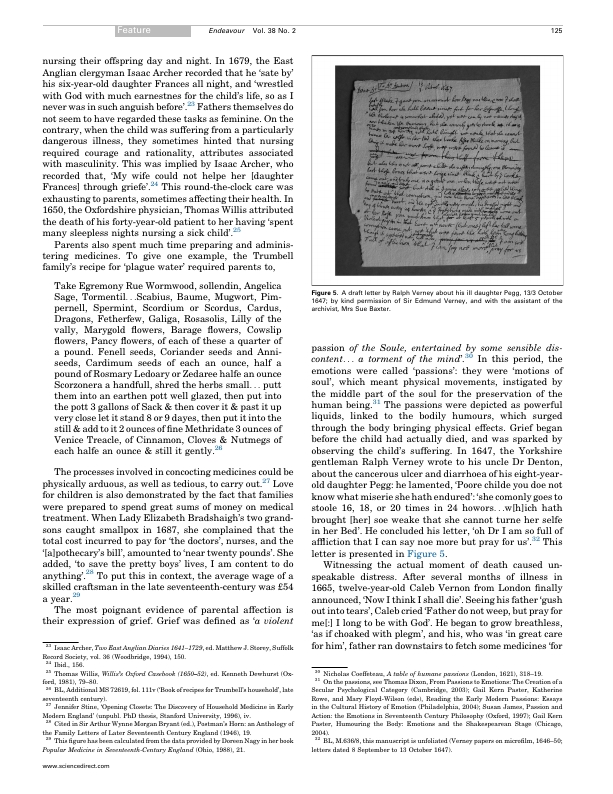 Feature
Endeavour Vol. 38 No. 2
125
nursing their offspring day and night. In 1679, the East
Anglian clergyman Isaac Archer recorded that he ‘sate by’
his six-year-old daughter Frances all night, and ‘wrestled
with God with much earnestnes for the child’s life, so as I
never was in such anguish before’.23 Fathers themselves do
not seem to have regarded these tasks as feminine. On the
contrary, when the child was suffering from a particularly
dangerous illness, they sometimes hinted that nursing
required courage and rationality, attributes associated
with masculinity. This was implied by Isaac Archer, who
recorded that, ‘My wife could not helpe her [daughter
Frances] through griefe’.24 This round-the-clock care was
exhausting to parents, sometimes affecting their health. In
1650, the Oxfordshire physician, Thomas Willis attributed
the death of his forty-year-old patient to her having ‘spent
many sleepless nights nursing a sick child’.25
Parents also spent much time preparing and adminis-
tering medicines. To give one example, the Trumbell
family’s recipe for ‘plague water’ required parents to,
Take Egremony Rue Wormwood, sollendin, Angelica
Sage, Tormentil...Scabius, Baume, Mugwort, Pim-
pernell, Spermint, Scordium or Scordus, Cardus,
Dragons, Fetherfew, Galiga, Rosasolis, Lilly of the
vally, Marygold flowers, Barage flowers, Cowslip
flowers, Pancy flowers, of each of these a quarter of
a pound. Fenell seeds, Coriander seeds and Anni-
seeds, Cardimum seeds of each an ounce, half a
pound of Rosmary Ledoary or Zedaree halfe an ounce
Scorzonera a handfull, shred the herbs small... putt
them into an earthen pott well glazed, then put into
the pott 3 gallons of Sack & then cover it & past it up
very close let it stand 8 or 9 dayes, then put it into the
still & add to it 2 ounces of fine Methridate 3 ounces of
Venice Treacle, of Cinnamon, Cloves & Nutmegs of
each halfe an ounce & still it gently.26
The processes involved in concocting medicines could be
physically arduous, as well as tedious, to carry out.27 Love
for children is also demonstrated by the fact that families
were prepared to spend great sums of money on medical
treatment. When Lady Elizabeth Bradshaigh’s two grand-
sons caught smallpox in 1687, she complained that the
total cost incurred to pay for ‘the doctors’, nurses, and the
‘[a]pothecary’s bill’, amounted to ‘near twenty pounds’. She
added, ‘to save the pretty boys’ lives, I am content to do
anything’.28 To put this in context, the average wage of a
skilled craftsman in the late seventeenth-century was £54
a year.29
The most poignant evidence of parental affection is
their expression of grief. Grief was defined as ‘a violent
23 Isaac Archer, Two East Anglian Diaries 1641–1729, ed. Matthew J. Storey, Suffolk
Record Society, vol. 36 (Woodbridge, 1994), 150.
24 Ibid., 156.
25 Thomas Willis, Willis’s Oxford Casebook (1650–52), ed. Kenneth Dewhurst (Ox-
ford, 1981), 79–80.
26 BL, Additional MS 72619, fol. 111v (‘Book of recipes for Trumbell’s household’, late
seventeenth century).
27 Jennifer Stine, ‘Opening Closets: The Discovery of Household Medicine in Early
Modern England’ (unpubl. PhD thesis, Stanford University, 1996), iv.
28 Cited in Sir Arthur Wynne Morgan Bryant (ed.), Postman’s Horn: an Anthology of
the Family Letters of Later Seventeenth Century England (1946), 19.
29 This figure has been calculated from the data provided by Doreen Nagy in her book
Popular Medicine in Seventeenth-Century England (Ohio, 1988), 21.
Figure 5. A draft letter by Ralph Verney about his ill daughter Pegg, 13/3 October
1647; by kind permission of Sir Edmund Verney, and with the assistant of the
archivist, Mrs Sue Baxter.
passion of the Soule, entertained by some sensible dis-
content... a torment of the mind’.30 In this period, the
emotions were called ‘passions’: they were ‘motions of
soul’, which meant physical movements, instigated by
the middle part of the soul for the preservation of the
human being.31 The passions were depicted as powerful
liquids, linked to the bodily humours, which surged
through the body bringing physical effects. Grief began
before the child had actually died, and was sparked by
observing the child’s suffering. In 1647, the Yorkshire
gentleman Ralph Verney wrote to his uncle Dr Denton,
about the cancerous ulcer and diarrhoea of his eight-year-
old daughter Pegg: he lamented, ‘Poore childe you doe not
know what miserie she hath endured’: ‘she comonly goes to
stoole 16, 18, or 20 times in 24 howors...w[h]ich hath
brought [her] soe weake that she cannot turne her selfe
in her Bed’. He concluded his letter, ‘oh Dr I am so full of
affliction that I can say noe more but pray for us’.32 This
letter is presented in Figure 5.
Witnessing the actual moment of death caused un-
speakable distress. After several months of illness in
1665, twelve-year-old Caleb Vernon from London finally
announced, ‘Now I think I shall die’. Seeing his father ‘gush
out into tears’, Caleb cried ‘Father do not weep, but pray for
me[:] I long to be with God’. He began to grow breathless,
‘as if choaked with plegm’, and his, who was ‘in great care
for him’, father ran downstairs to fetch some medicines ‘for
30 Nicholas Coeffeteau, A table of humane passions (London, 1621), 318–19.
31 On the passions, see Thomas Dixon, From Passions to Emotions: The Creation of a
Secular Psychological Category (Cambridge, 2003); Gail Kern Paster, Katherine
Rowe, and Mary Floyd-Wilson (eds), Reading the Early Modern Passions: Essays
in the Cultural History of Emotion (Philadelphia, 2004); Susan James, Passion and
Action: the Emotions in Seventeenth Century Philosophy (Oxford, 1997); Gail Kern
Paster, Humouring the Body: Emotions and the Shakespearean Stage (Chicago,
2004).
32 BL, M.636/8, this manuscript is unfoliated (Verney papers on microfilm, 1646–50;
letters dated 8 September to 13 October 1647).
www.sciencedirect.com